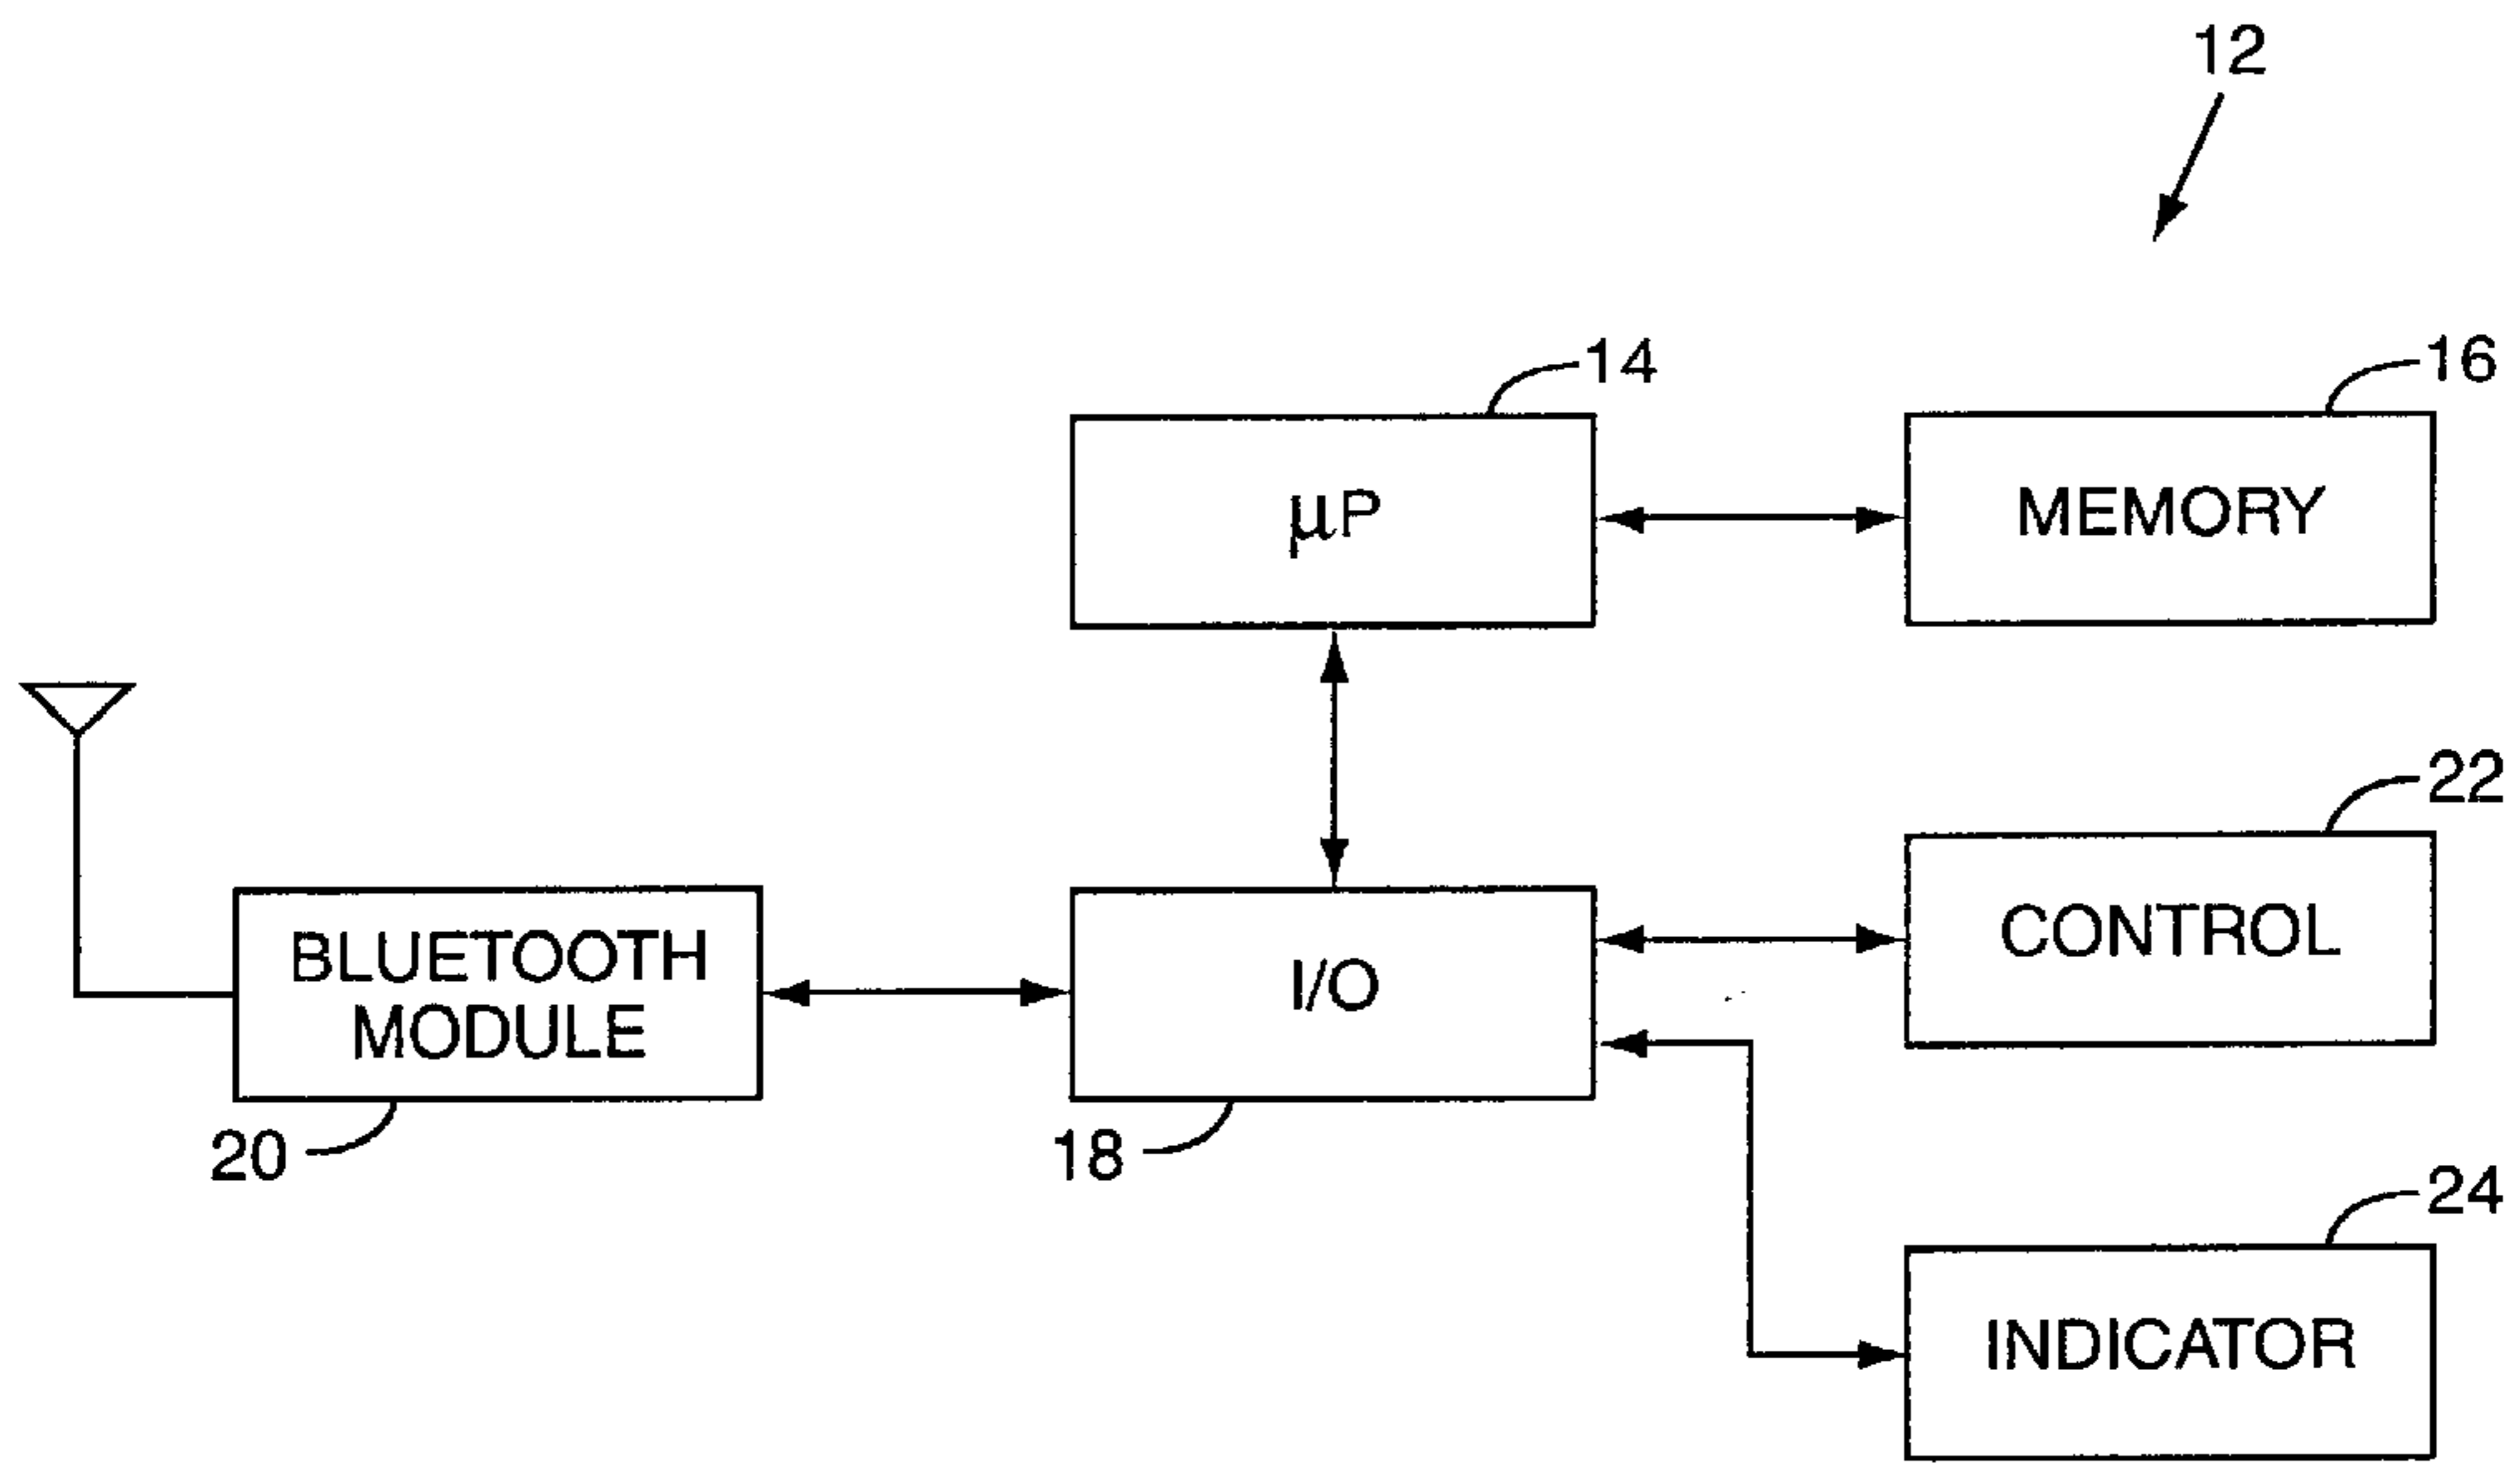 12
14
16
µP
MEMORY
22
BLUETOOTH
MODULE
I/O
CONTROL
20
18
24
INDICATOR